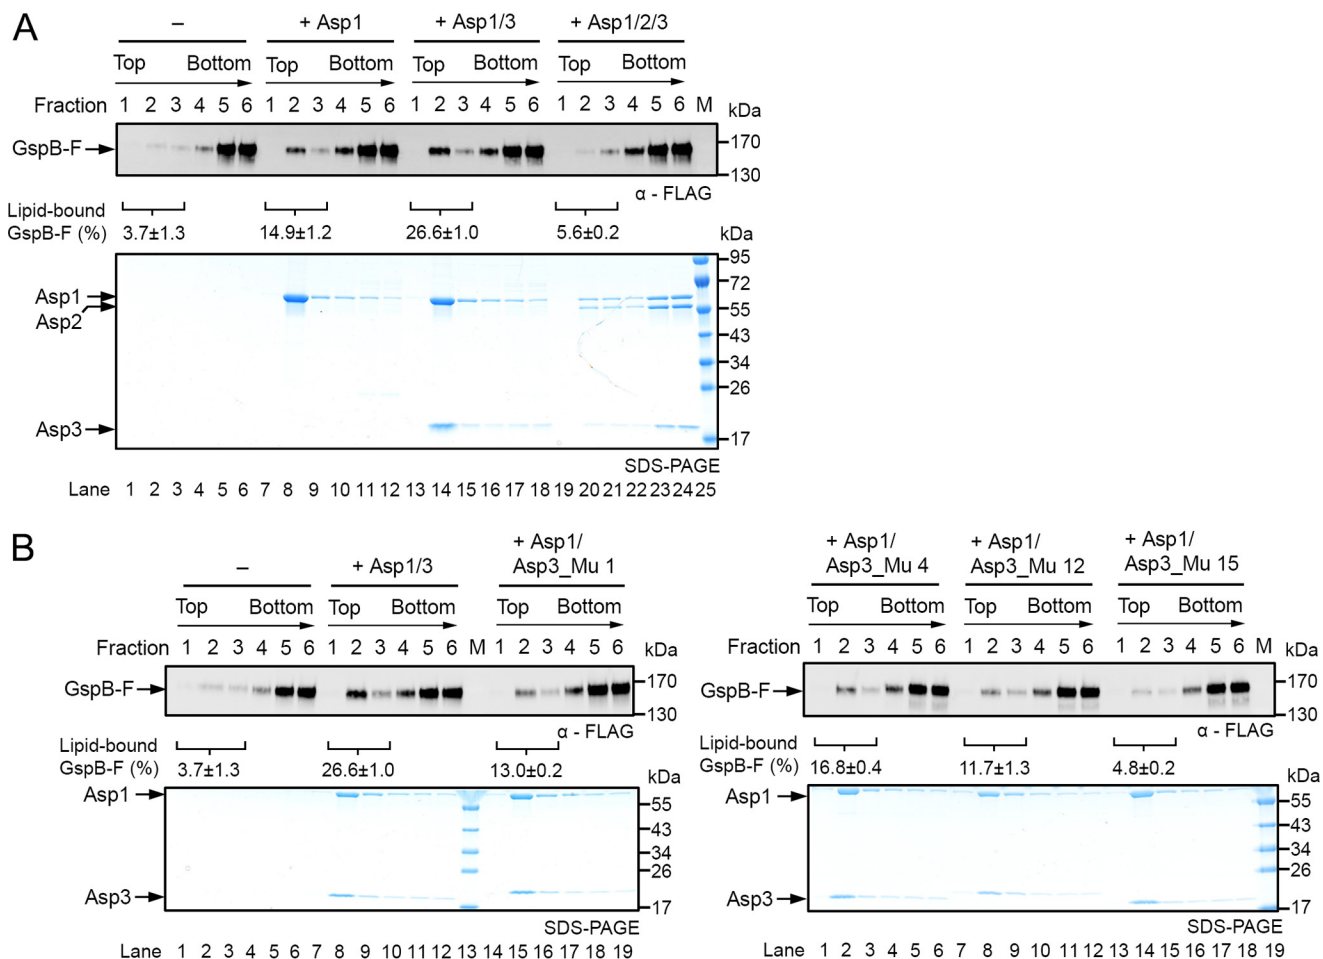 A
– + Asp1 + Asp1/3 + Asp1/2/3
Top Bottom Top Bottom Top Bottom Top Bottom
Fraction 1 2 3 4 5 6 1 2 3 4 5 6 1 2 3 4 5 6 1 2 3 4 5 6 M kDa
170
GspB-F
130
α - FLAG
Lipid-bound
GspB-F (%) 3.7±1.3 14.9±1.2 26.6±1.0 5.6±0.2
kDa
95
72
Asp1
55
Asp2
43
34
26
Asp3
17
SDS-PAGE
Lane 1 2 3 4 5 6 7 8 9 10 11 12 13 14 15 16 17 18 19 20 21 22 23 24 25
B
– + Asp1/3 + Asp1/
Asp3_Mu 1
Top Bottom Top Bottom Top Bottom
Fraction 1 2 3 4 5 6 1 2 3 4 5 6 M 1 2 3 4 5 6 kDa
170
GspB-F
130
α - FLAG
Lipid-bound
GspB-F (%) 3.7±1.3 26.6±1.0 13.0±0.2
kDa
Asp1
55
43
34
26
Asp3
17
SDS-PAGE
Lane 1 2 3 4 5 6 7 8 9 10 11 12 13 14 15 16 17 18 19
+ Asp1/ + Asp1/ + Asp1/
Asp3_Mu 4 Asp3_Mu 12 Asp3_Mu 15
Top Bottom Top Bottom Top Bottom
Fraction 1 2 3 4 5 6 1 2 3 4 5 6 1 2 3 4 5 6 M kDa
170
GspB-F
130
α - FLAG
Lipid-bound
GspB-F (%) 16.8±0.4 11.7±1.3 4.8±0.2
kDa
Asp1
55
43
34
26
Asp3
17
SDS-PAGE
Lane 1 2 3 4 5 6 7 8 9 10 11 12 13 14 15 16 17 18 19